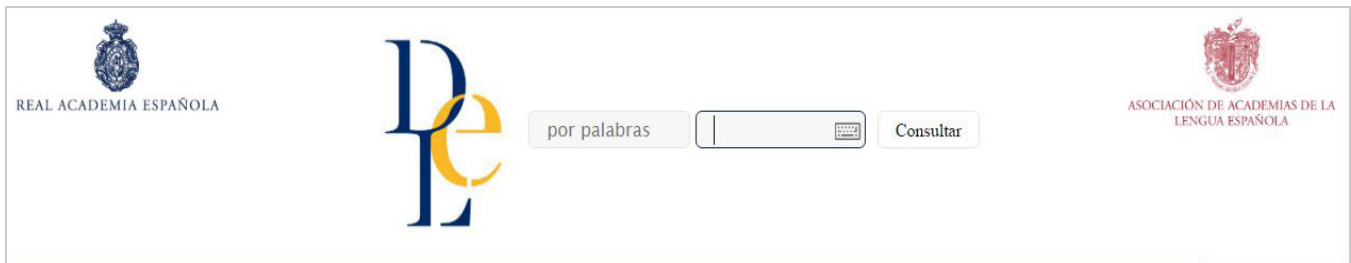 REAL ACADEMIA ESPAÑOLA
DLe
por palabras
Consultar
ASOCIACIÓN DE ACADEMIAS DE LA
LENGUA ESPAÑOLA